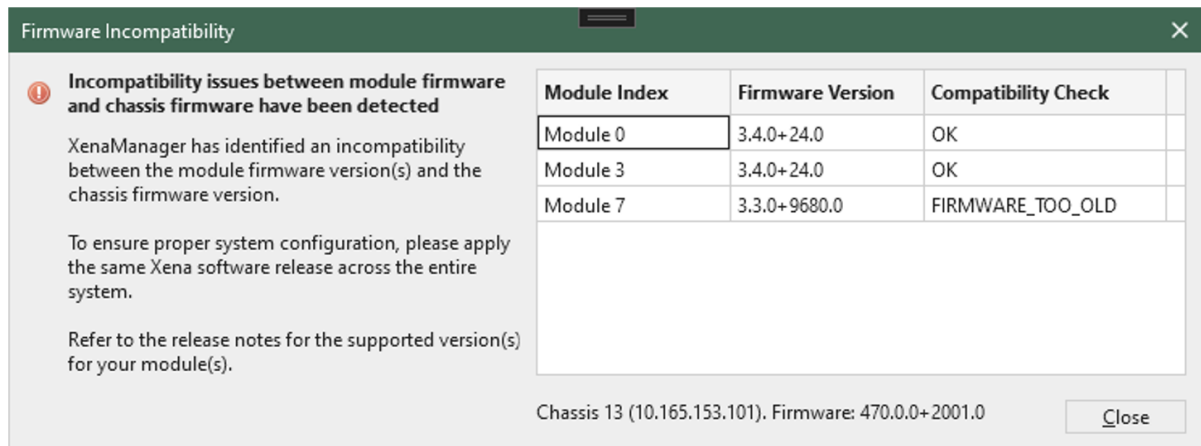 Firmware Incompatibility
Incompatibility issues between module firmware
and chassis firmware have been detected
XenaManager has identified an incompatibility
between the module firmware version(s) and the
chassis firmware version.
To ensure proper system configuration, please apply
the same Xena software release across the entire
system.
Refer to the release notes for the supported version(s)
for your module(s).
Module Index Firmware Version Compatibility Check
Module 0 3.4.0+24.0 OK
Module 3 3.4.0+24.0 OK
Module 7 3.3.0+9680.0 FIRMWARE_TOO_OLD
Chassis 13 (10.165.153.101). Firmware: 470.0.0+2001.0
Close